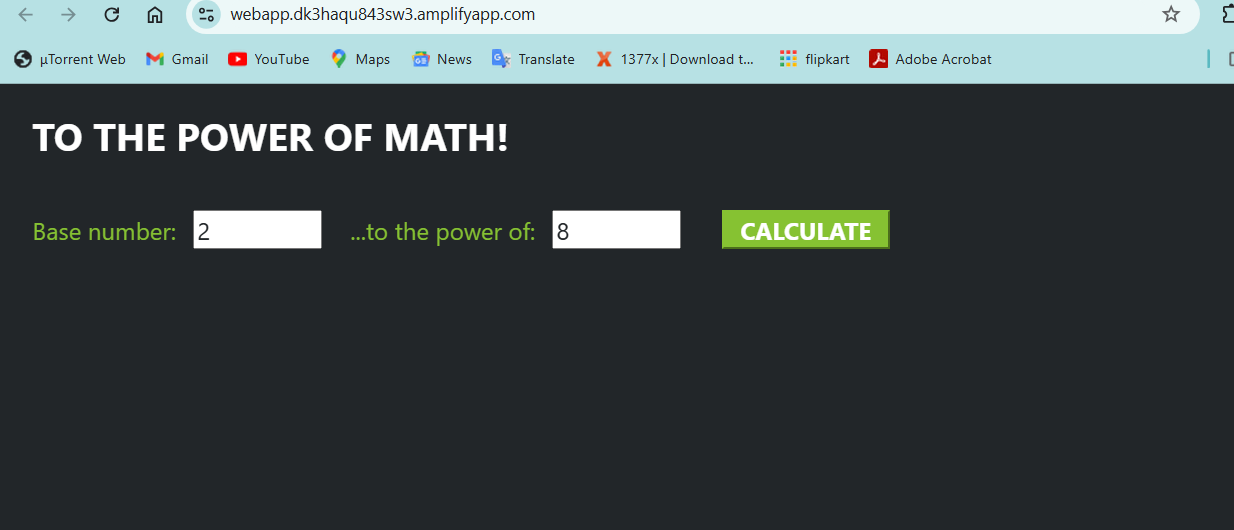 webapp.dk3haqu843sw3.amplifyapp.com
µTorrent Web Gmail YouTube Maps News Translate 1377x | Download t... flipkart Adobe Acrobat
TO THE POWER OF MATH!
Base number: 2 ...to the power of: 8 CALCULATE